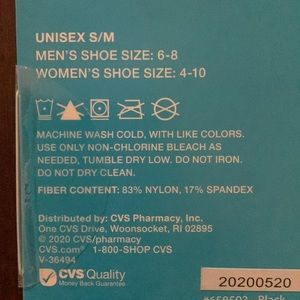 UNISEX S/M
MEN'S SHOE SIZE: 6-8
WOMEN'S SHOE SIZE: 4-10
MACHINE WASH COLD, WITH LIKE COLORS.
USE ONLY NON-CHLORINE BLEACH AS
NEEDED, TUMBLE DRY LOW. DO NOT IRON.
DO NOT DRY CLEAN.
FIBER CONTENT: 83% NYLON, 17% SPANDEX
Distributed by: CVS Pharmacy, Inc.
One CVS Drive, Woonsocket, RI 02895
© 2020 CVS/pharmacy
CVS.com® 1-800-SHOP CVS
V-36494
CVS Quality
Money Back Guarantee
20200520
Black